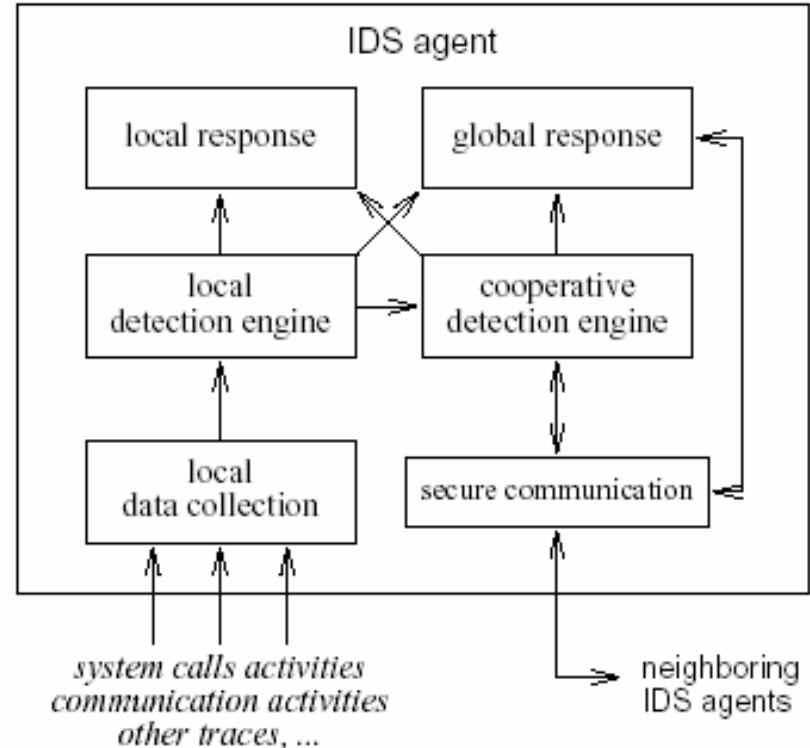 IDS agent
local response
global response
local
detection engine
cooperative
detection engine
local
data collection
secure communication
system calls activities
communication activities
other traces, ...
neighboring
IDS agents